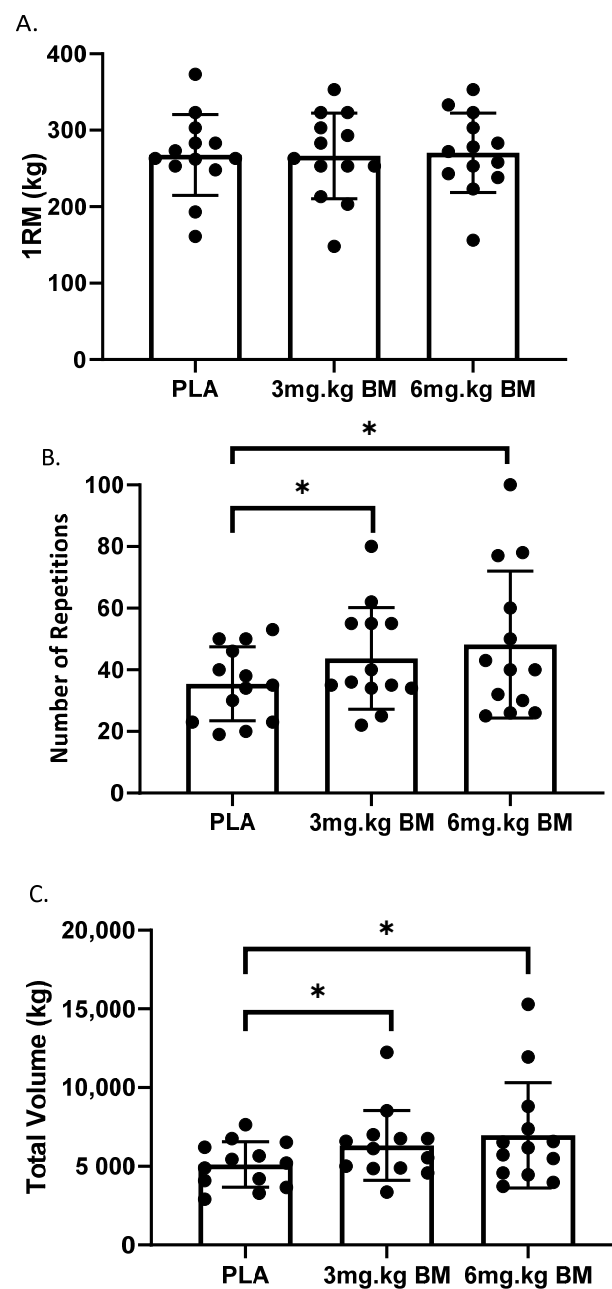 A.
400
300
200
100
0
1RM (kg)
PLA 3mg.kg BM 6mg.kg BM
*
B.
*
100
80
60
40
20
0
Number of Repetitions
PLA 3mg.kg BM 6mg.kg BM
C.
20,000
*
15,000
*
10,000
5 000
0
Total Volume (kg)
PLA 3mg.kg BM 6mg.kg BM